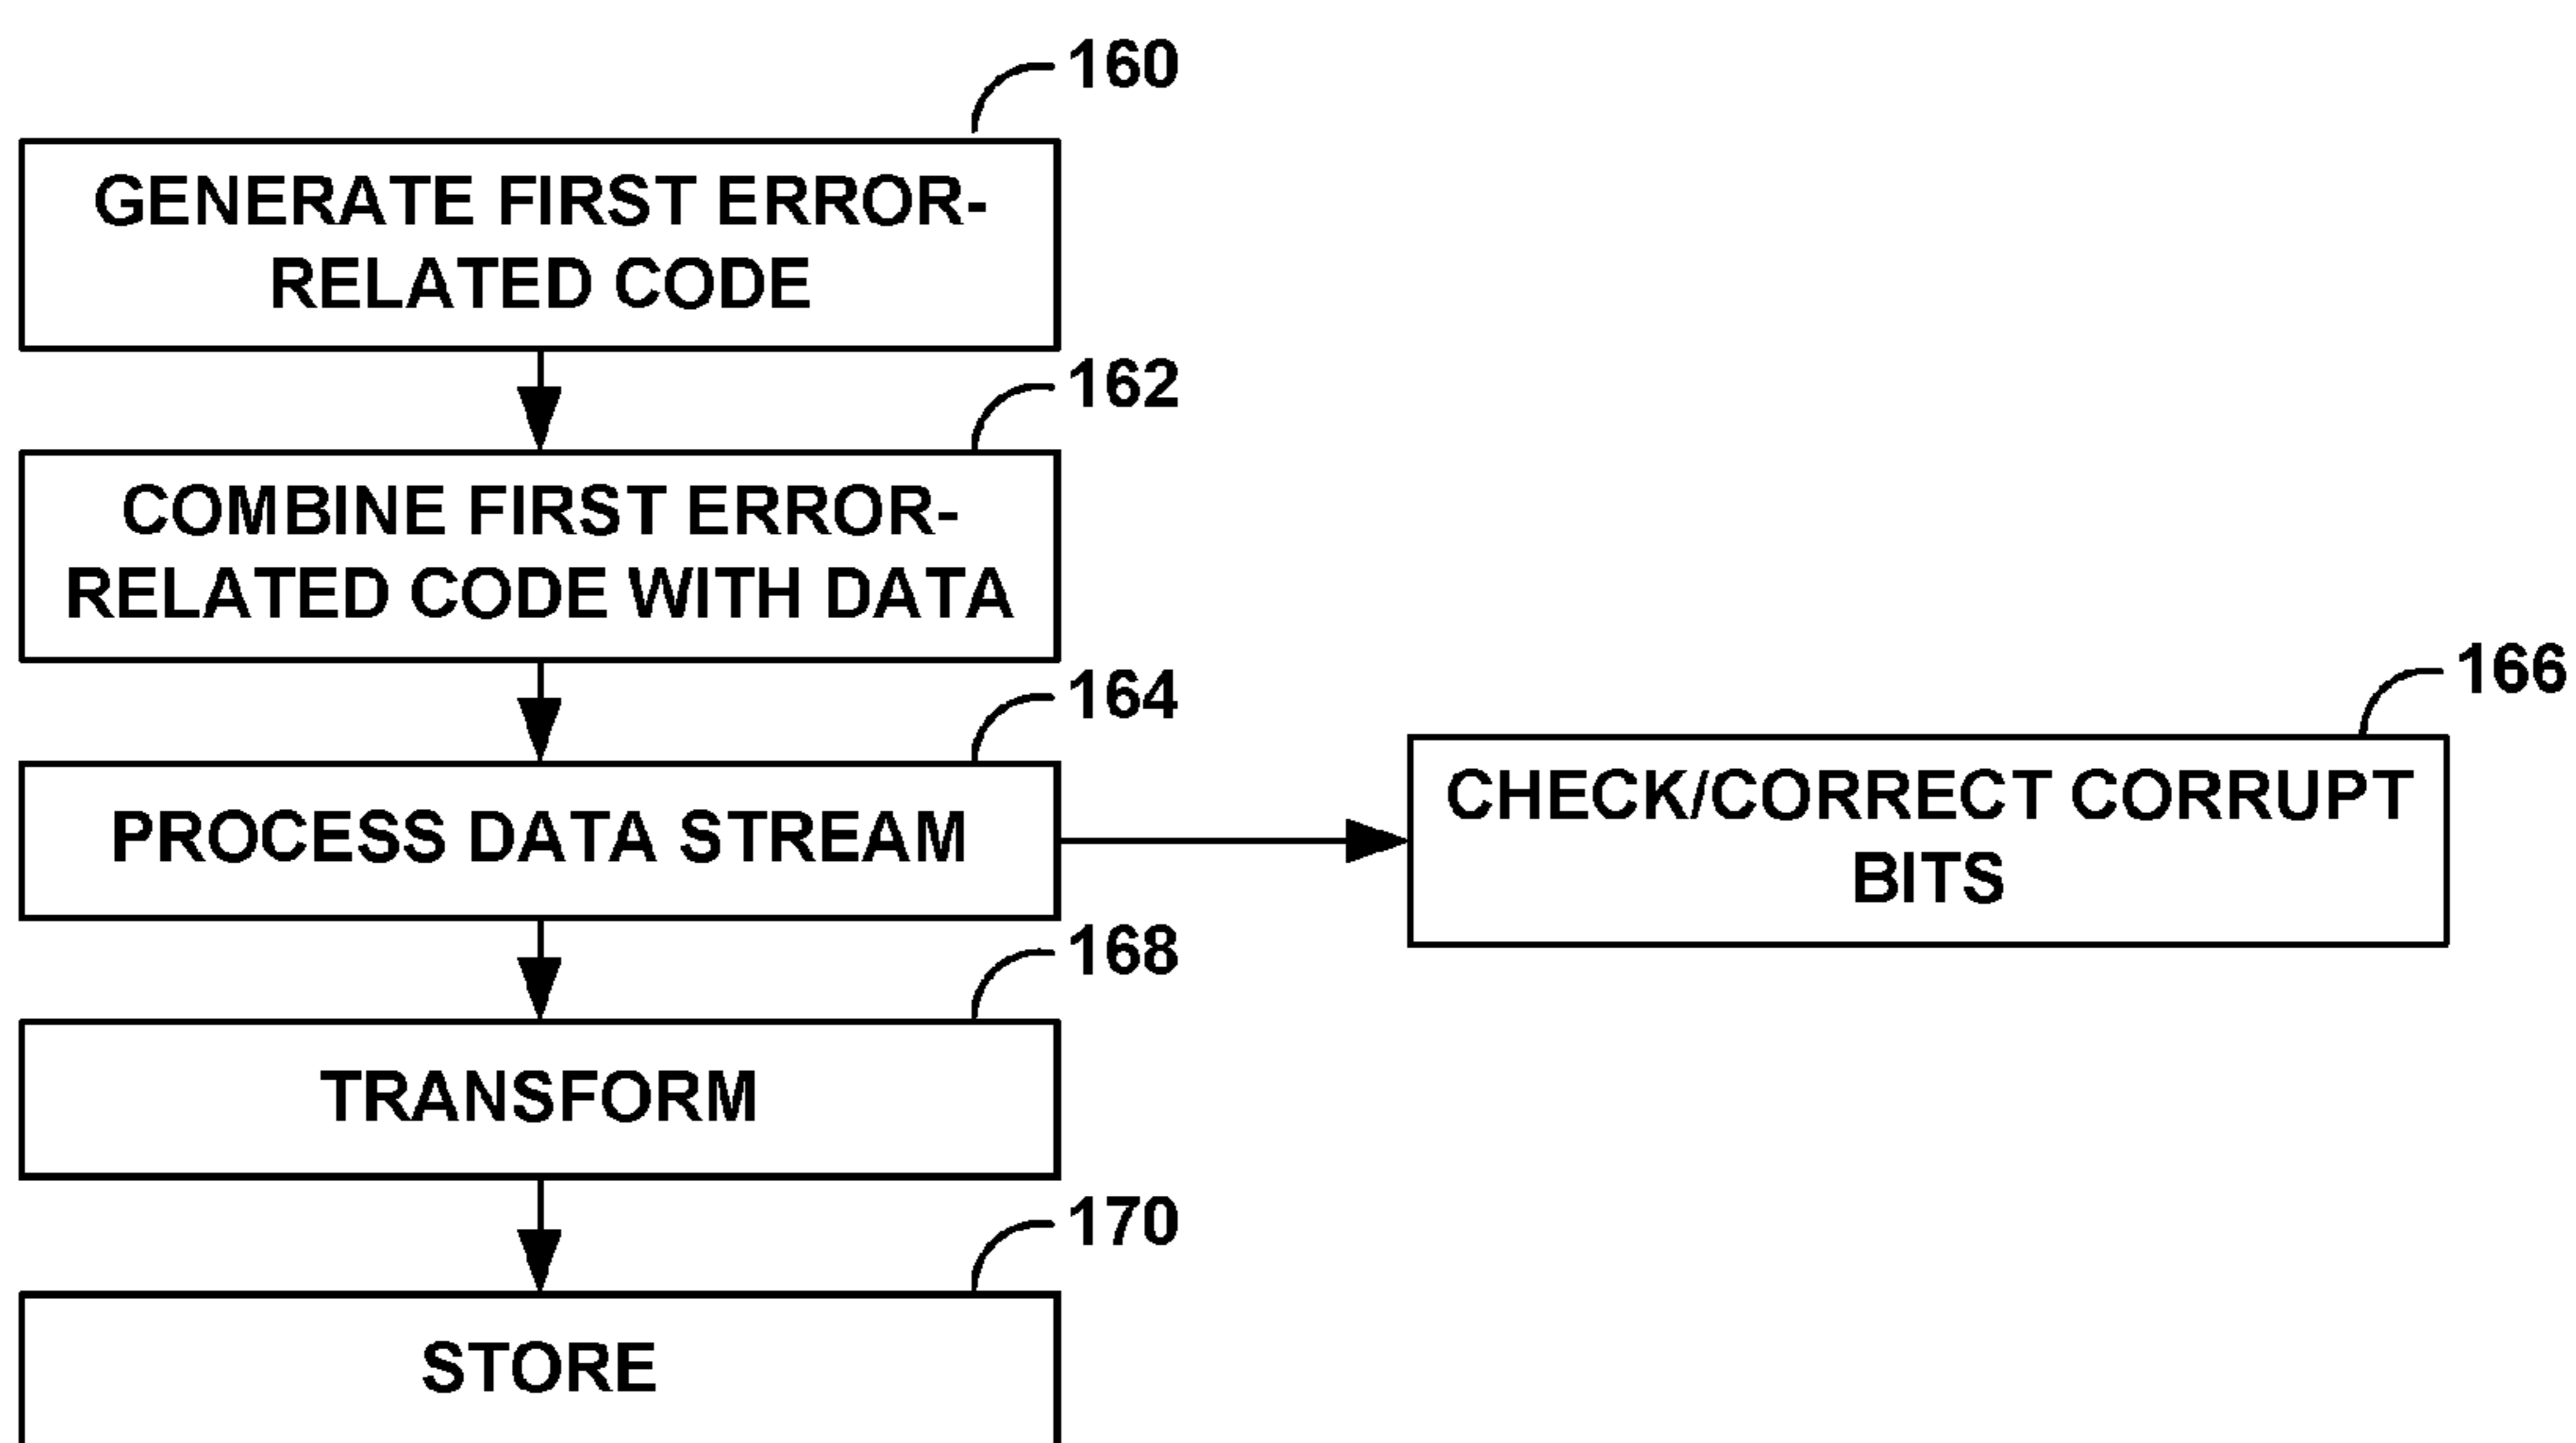 160
GENERATE FIRST ERROR-
RELATED CODE
162
COMBINE FIRST ERROR-
RELATED CODE WITH DATA
164
PROCESS DATA STREAM
166
CHECK/CORRECT CORRUPT
BITS
168
TRANSFORM
170
STORE